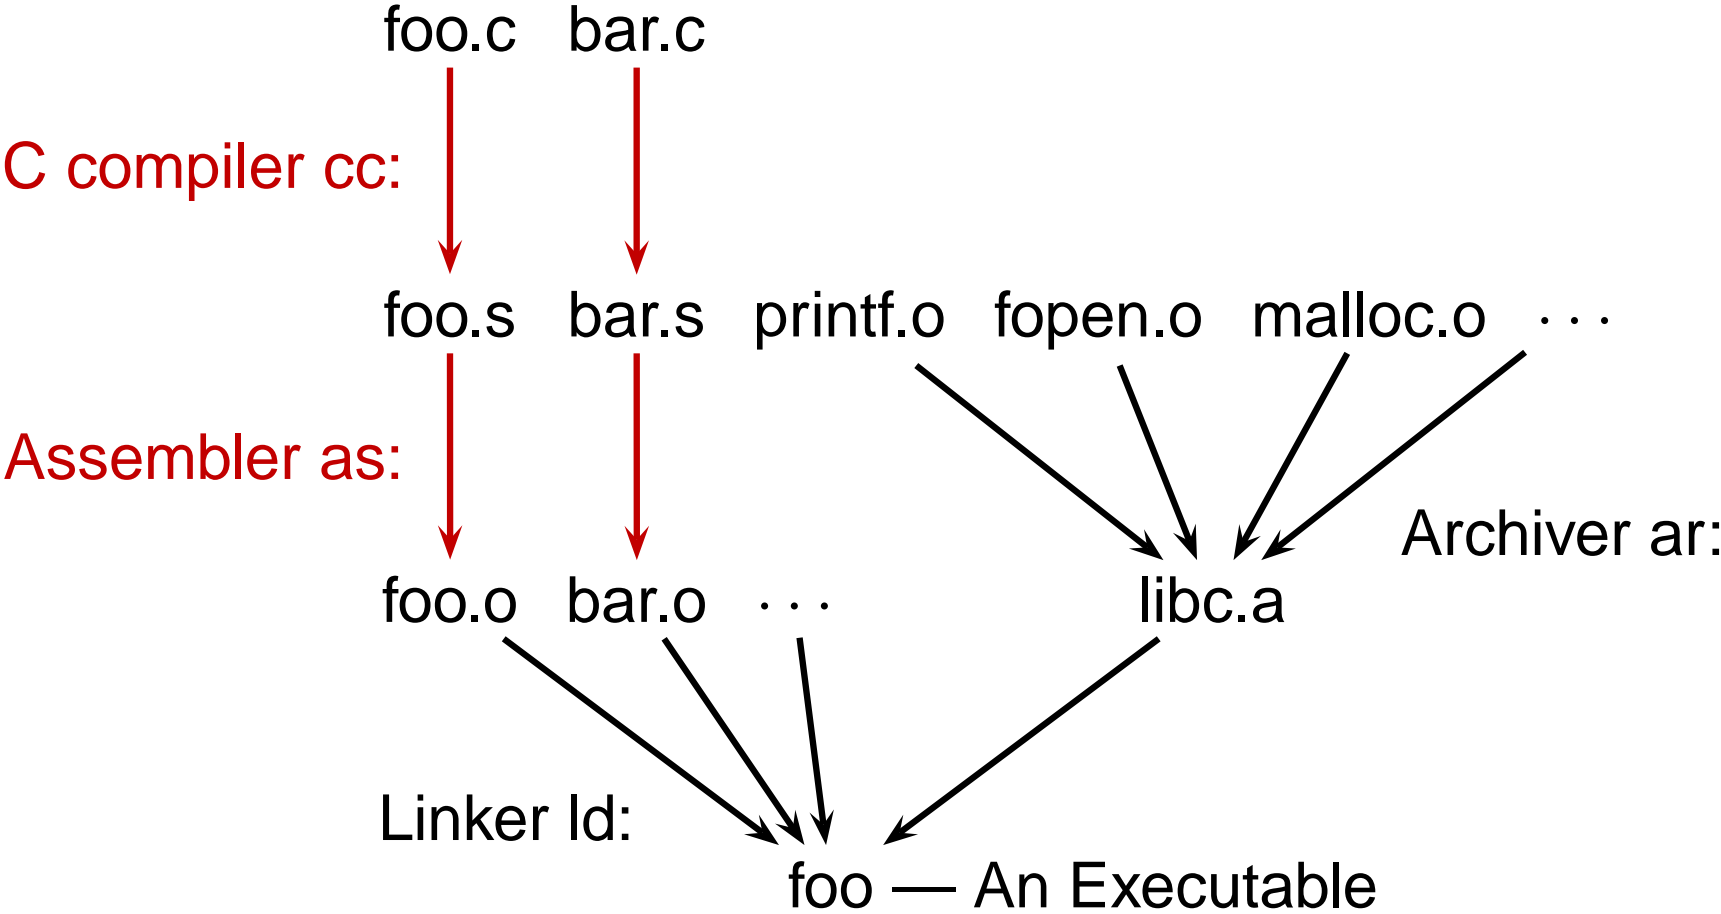 foo.c bar.c
C compiler cc:
foo.s bar.s printf.o fopen.o malloc.o · · ·
Assembler as:
Archiver ar:
foo.o bar.o · · · libc.a
Linker ld:
foo — An Executable